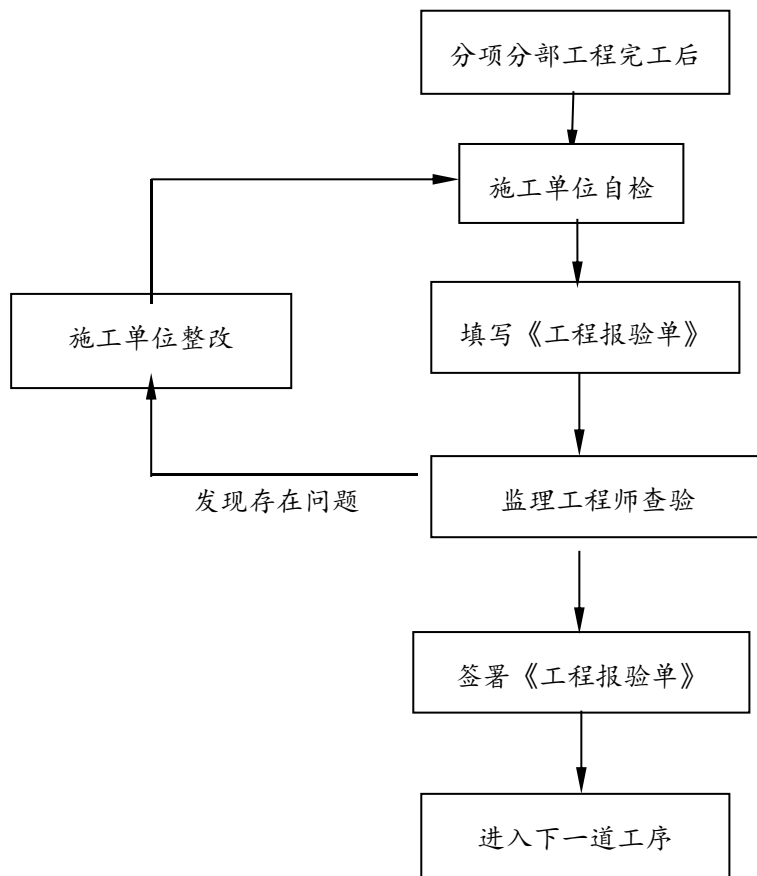 分项分部工程完工后
施工单位自检
施工单位整改
填写《工程报验单》
发现存在问题
监理工程师查验
签署《工程报验单》
进入下一道工序